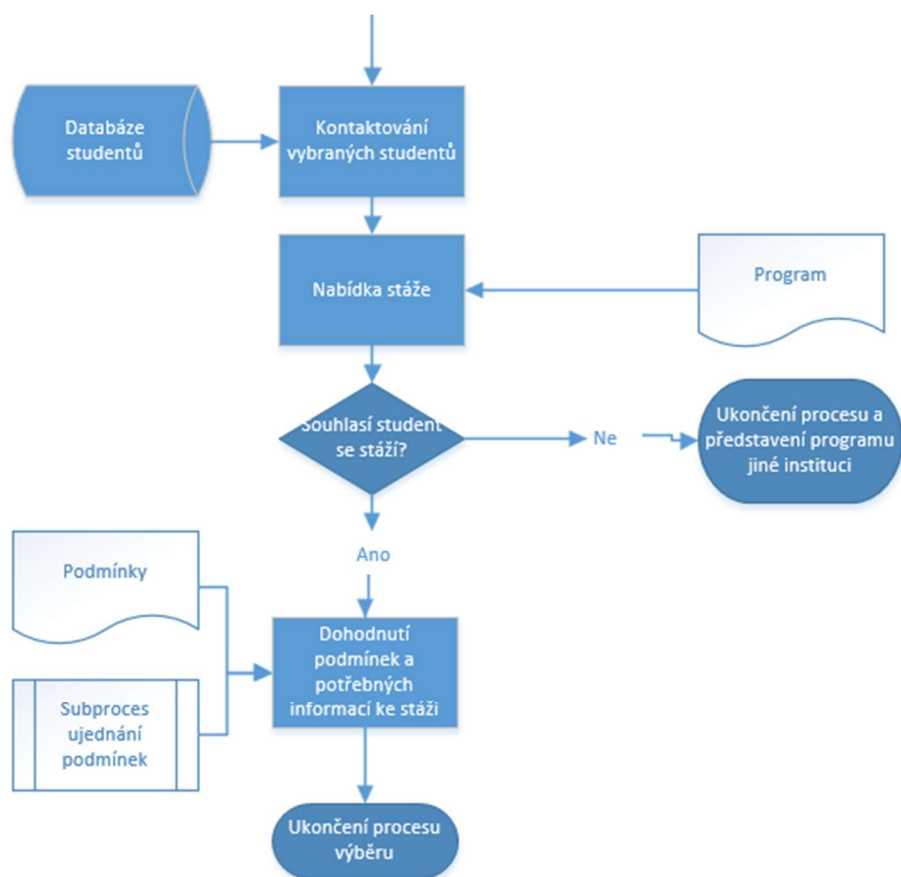 Databáze
studentů
Kontaktování
vybraných studentů
Nabídka stáže
Program
Souhlasí student
se stáží?
Ne
Ukončení procesu a
představení programu
jiné instituci
Ano
Podmínky
Dohodnutí
podmínek a
potřebných
informací ke stáži
Subproces
ujednání
podmínek
Ukončení procesu
výběru